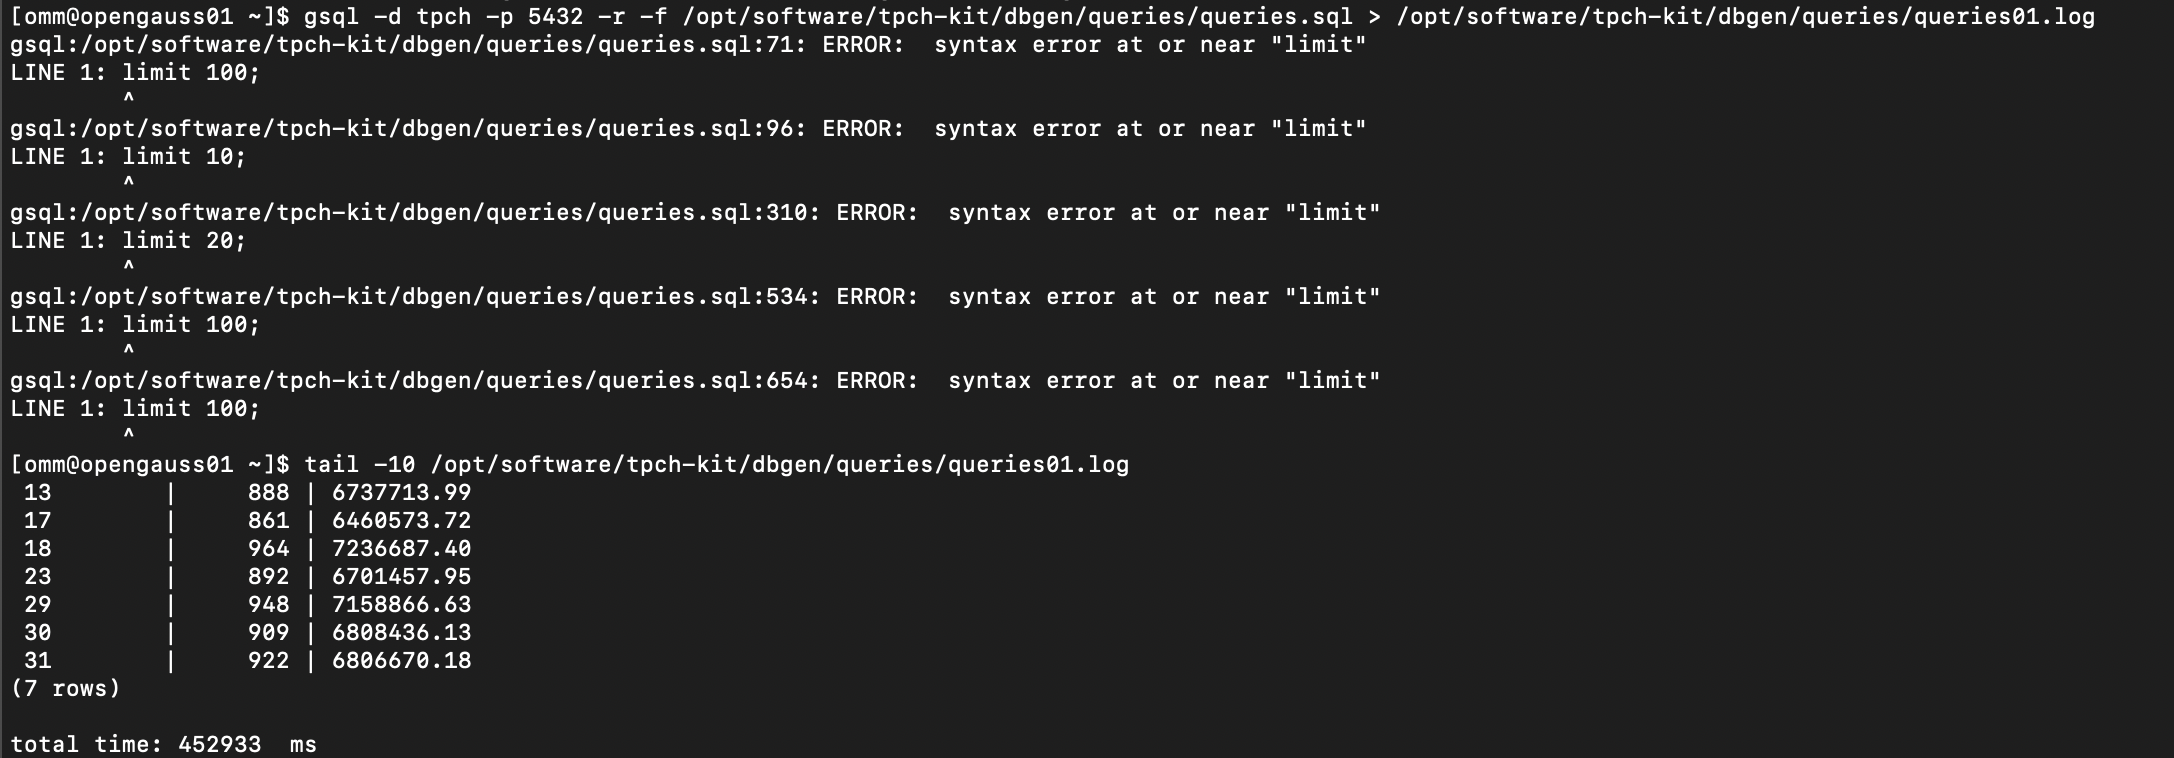 [omm@opengauss01 ~]$ gsql -d tpch -p 5432 -r -f /opt/software/tpch-kit/dbgen/queries/queries.sql > /opt/software/tpch-kit/dbgen/queries/queries01.log
gsql:/opt/software/tpch-kit/dbgen/queries/queries.sql:71: ERROR:  syntax error at or near "limit"
LINE 1: limit 100;
        ^
gsql:/opt/software/tpch-kit/dbgen/queries/queries.sql:96: ERROR:  syntax error at or near "limit"
LINE 1: limit 10;
        ^
gsql:/opt/software/tpch-kit/dbgen/queries/queries.sql:310: ERROR:  syntax error at or near "limit"
LINE 1: limit 20;
        ^
gsql:/opt/software/tpch-kit/dbgen/queries/queries.sql:534: ERROR:  syntax error at or near "limit"
LINE 1: limit 100;
        ^
gsql:/opt/software/tpch-kit/dbgen/queries/queries.sql:654: ERROR:  syntax error at or near "limit"
LINE 1: limit 100;
        ^
[omm@opengauss01 ~]$ tail -10 /opt/software/tpch-kit/dbgen/queries/queries01.log
 13        |     888 | 6737713.99
 17        |     861 | 6460573.72
 18        |     964 | 7236687.40
 23        |     892 | 6701457.95
 29        |     948 | 7158866.63
 30        |     909 | 6808436.13
 31        |     922 | 6806670.18
(7 rows)

total time: 452933  ms